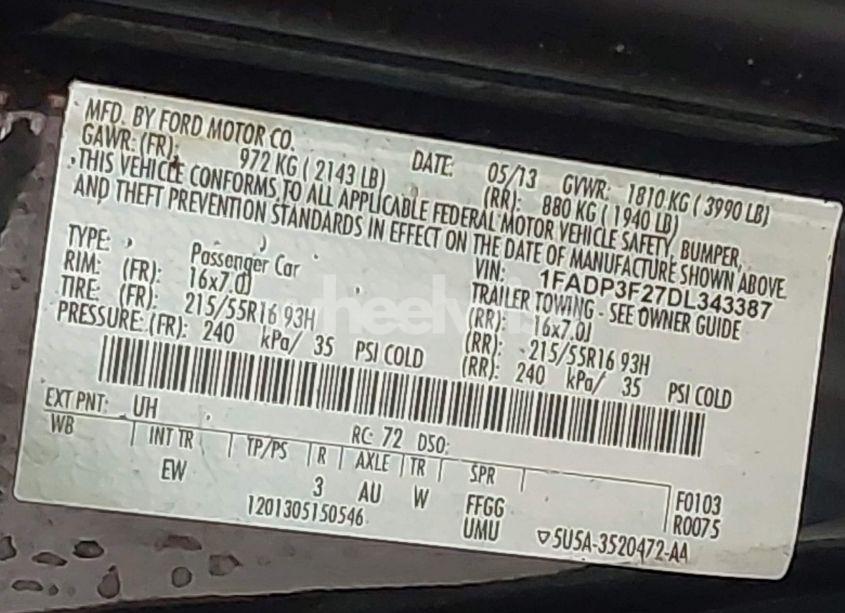 MFD. BY FORD MOTOR CO. DATE: 05/13 GVWR: 1810 KG ( 3990 LB)
GAWR: (FR): 972 KG ( 2143 LB) (RR): 880 KG ( 1940 LB)
THIS VEHICLE CONFORMS TO ALL APPLICABLE FEDERAL MOTOR VEHICLE SAFETY, BUMPER,
AND THEFT PREVENTION STANDARDS IN EFFECT ON THE DATE OF MANUFACTURE SHOWN ABOVE.
VIN: 1FADP3F27DL343387
TYPE: Passenger Car TRAILER TOWING - SEE OWNER GUIDE
RIM: (FR): 16x7.0J (RR): 16x7.0J
TIRE: (FR): 215/55R16 93H (RR): 215/55R16 93H
PRESSURE: (FR): 240 kPa/ 35 PSI COLD (RR): 240 kPa/ 35 PSI COLD
EXT PNT: UH RC: 72 DSO:
WB INT TR TP/PS R AXLE TR SPR
EW 3 AU W FFGG F0103
1201305150546 UMU R0075
5U5A-3520472-AA